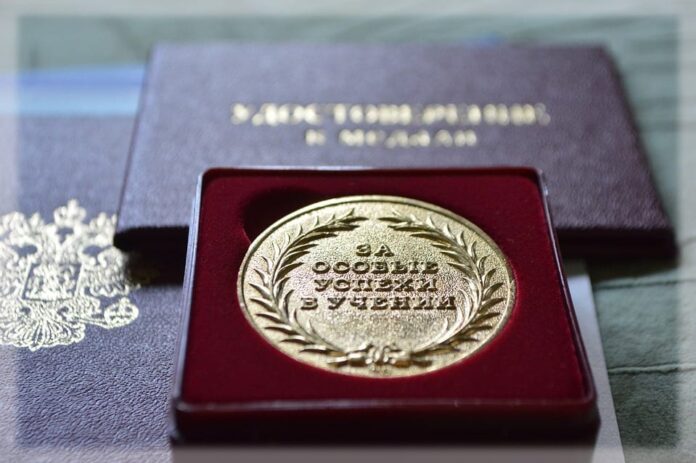 УДОСТОВЕРЕНИЕ
К МЕДАЛИ
ЗА
ОСОБЫЕ
УСПЕХИ
В УЧЕНИИ